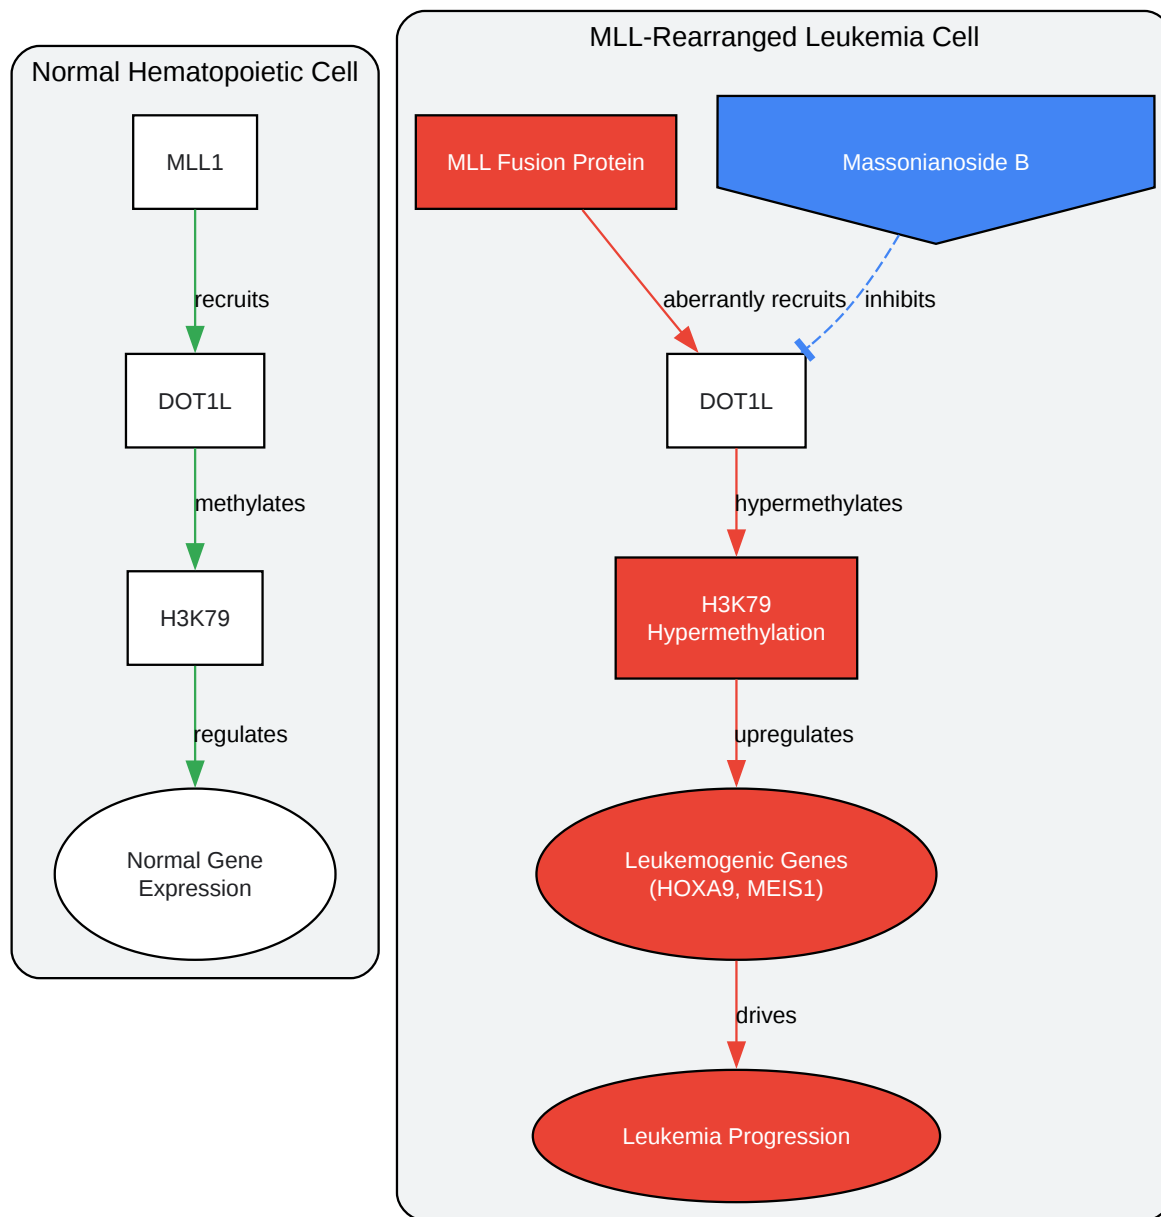 Normal Hematopoietic Cell
MLL1
recruits
DOT1L
methylates
H3K79
regulates
Normal Gene
Expression
MLL-Rearranged Leukemia Cell
MLL Fusion Protein
Massonianoside B
aberrantly recruits
inhibits
DOT1L
hypermethylates
H3K79
Hypermethylation
upregulates
Leukemogenic Genes
(HOXA9, MEIS1)
drives
Leukemia Progression